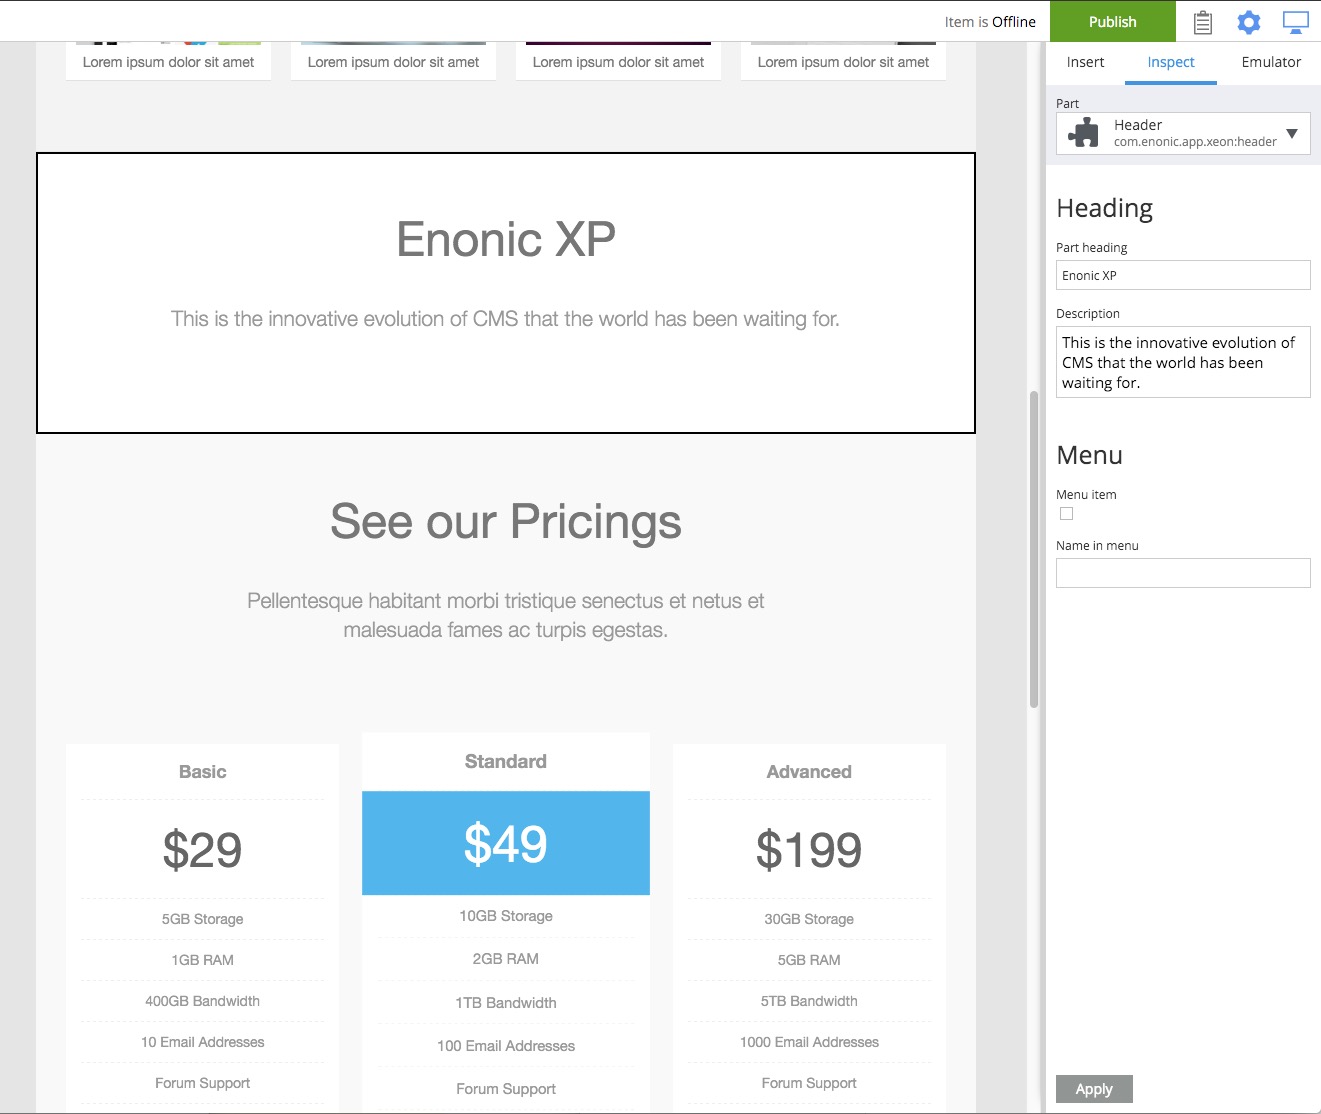 Item is Offline
Publish
Lorem ipsum dolor sit amet
Lorem ipsum dolor sit amet
Lorem ipsum dolor sit amet
Lorem ipsum dolor sit amet
Enonic XP
This is the innovative evolution of CMS that the world has been waiting for.
See our Pricings
Pellentesque habitant morbi tristique senectus et netus et
malesuada fames ac turpis egestas.
Basic
$29
5GB Storage
1GB RAM
400GB Bandwidth
10 Email Addresses
Forum Support
Standard
$49
10GB Storage
2GB RAM
1TB Bandwidth
100 Email Addresses
Forum Support
Advanced
$199
30GB Storage
5GB RAM
5TB Bandwidth
1000 Email Addresses
Forum Support
Insert
Inspect
Emulator
Part
Header
com.enonic.app.xeon:header
Heading
Part heading
Enonic XP
Description
This is the innovative evolution of
CMS that the world has been
waiting for.
Menu
Menu item
Name in menu
Apply